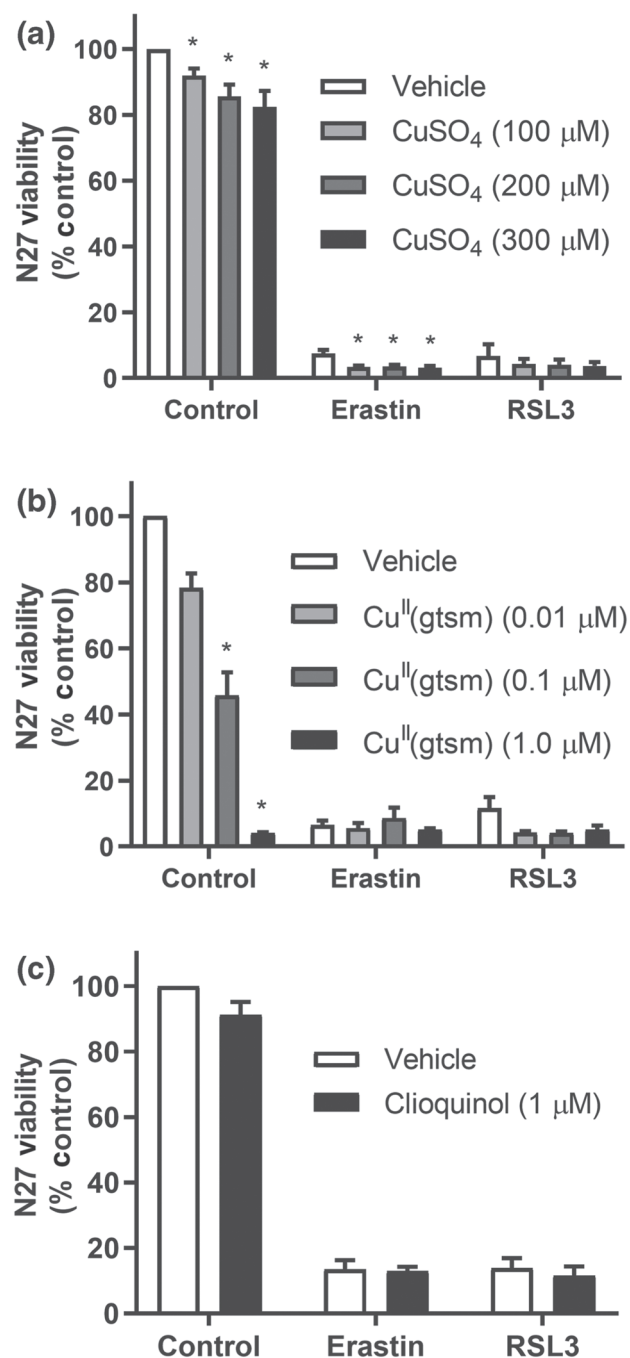 (a)
N27 viability
(% control)
100
80
60
40
20
0
* * *
* * *
Vehicle
CuSO₄ (100 μM)
CuSO₄ (200 μM)
CuSO₄ (300 μM)
Control Erastin RSL3
(b)
N27 viability
(% control)
100
80
60
40
20
0
*
*
Vehicle
Cuᴵᴵ(gtsm) (0.01 μM)
Cuᴵᴵ(gtsm) (0.1 μM)
Cuᴵᴵ(gtsm) (1.0 μM)
Control Erastin RSL3
(c)
N27 viability
(% control)
100
80
60
40
20
0
Vehicle
Clioquinol (1 μM)
Control Erastin RSL3